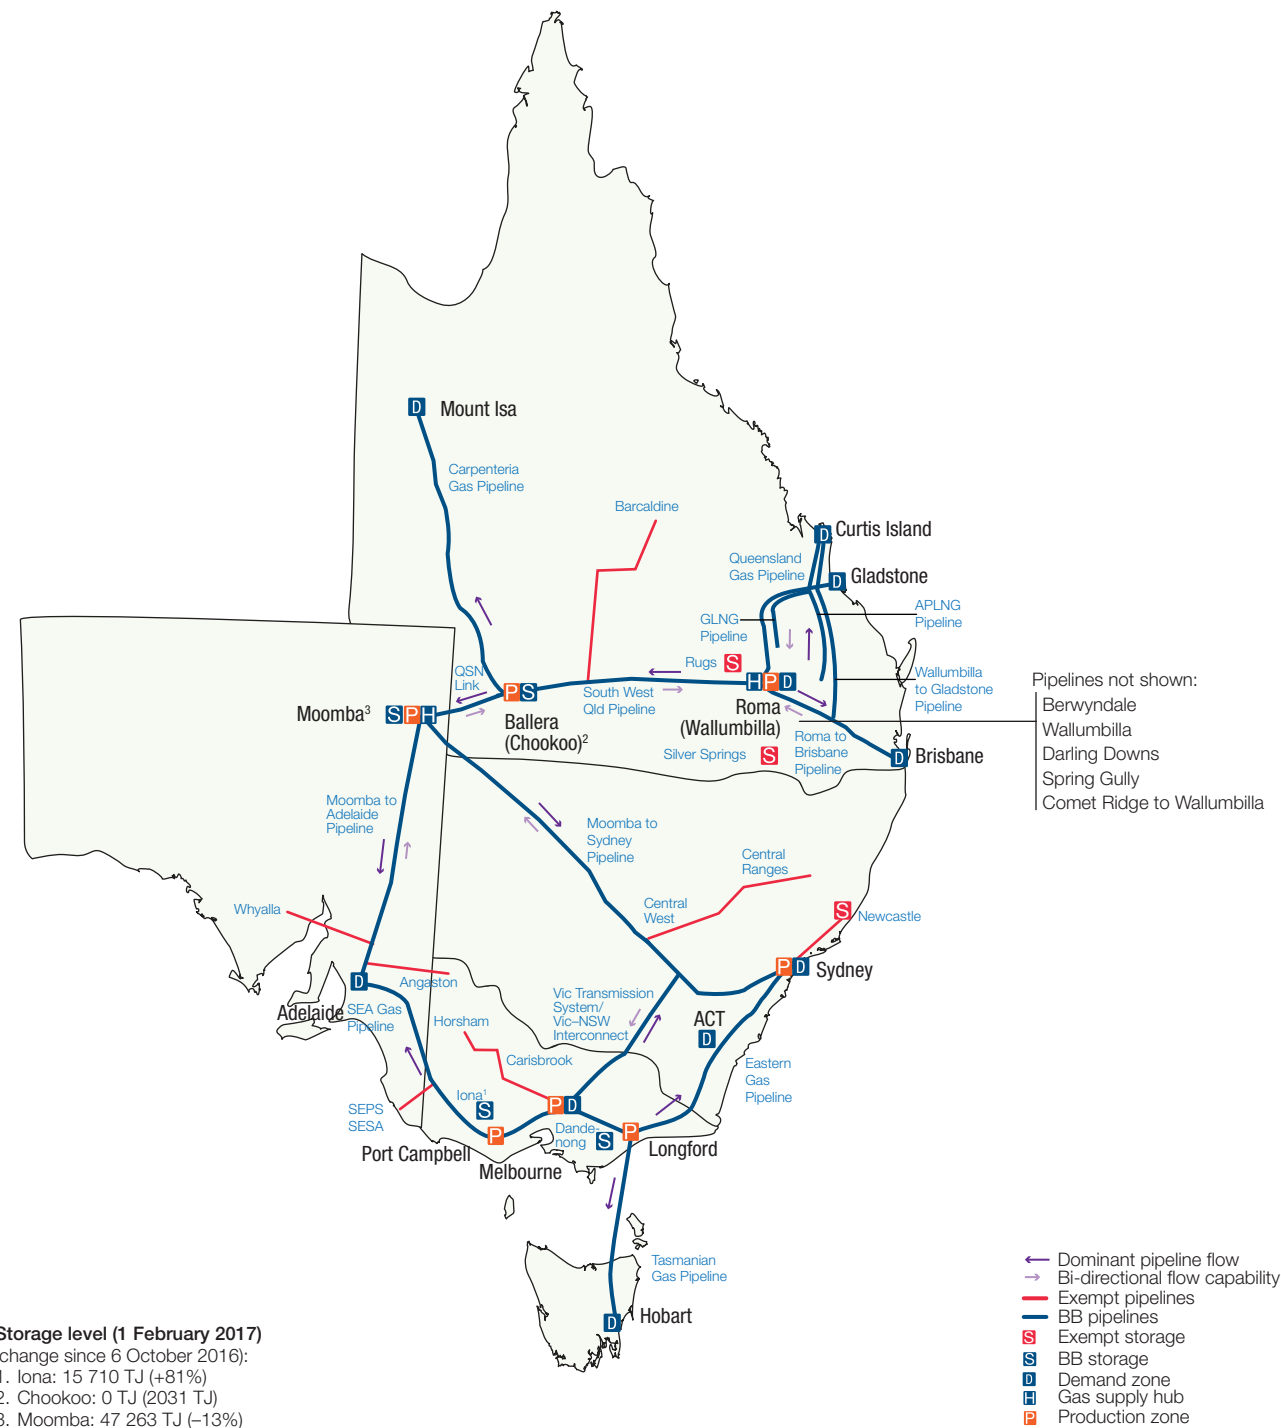 D Mount Isa
Carpenteria
Gas Pipeline
Barcaldine
D Curtis Island
Queensland
Gas Pipeline
D Gladstone
APLNG
Pipeline
GLNG
Pipeline
Rugs S
QSN
Link
Wallumbilla
to Gladstone
Pipeline
P S
South West
Qld Pipeline
H P D
Roma
(Wallumbilla)
Moomba³ S P H
Ballera
(Chookoo)²
Roma to
Brisbane
Pipeline
Silver Springs S
D Brisbane
Pipelines not shown:
Berwyndale
Wallumbilla
Darling Downs
Spring Gully
Comet Ridge to Wallumbilla
Moomba to
Adelaide
Pipeline
Moomba to
Sydney
Pipeline
Central
Ranges
Central
West
Whyalla
S
Newcastle
P D Sydney
D
Angaston
Adelaide
SEA Gas
Pipeline
Horsham
Vic Transmission
System/
Vic–NSW
Interconnect
ACT
D
Carisbrook
Eastern
Gas
Pipeline
Iona¹
S
P D
SEPS
SESA
P
Dande-
nong
S
P
Longford
Port Campbell
Melbourne
Tasmanian
Gas Pipeline
D Hobart
Dominant pipeline flow
Bi-directional flow capability
Exempt pipelines
BB pipelines
S Exempt storage
S BB storage
D Demand zone
H Gas supply hub
P Production zone
Storage level (1 February 2017)
change since 6 October 2016):
1. Iona: 15 710 TJ (+81%)
2. Chookoo: 0 TJ (2031 TJ)
3. Moomba: 47 263 TJ (–13%)